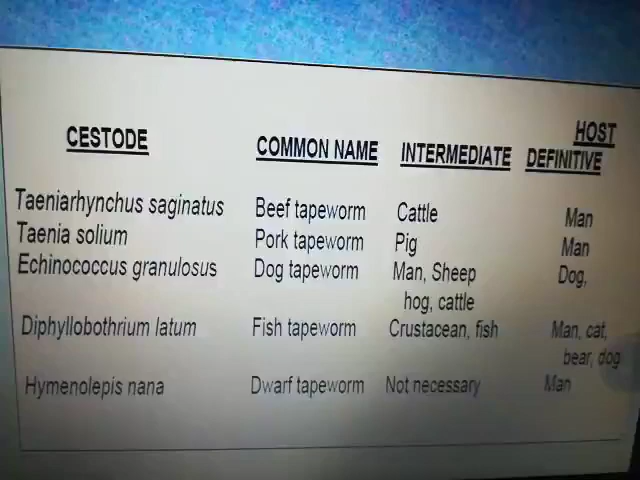 HOST
CESTODE COMMON NAME INTERMEDIATE DEFINITIVE
Taeniarhynchus saginatus Beef tapeworm Cattle Man
Taenia solium Pork tapeworm Pig Man
Echinococcus granulosus Dog tapeworm Man, Sheep Dog,
hog, cattle
Diphyllobothrium latum Fish tapeworm Crustacean, fish Man, cat,
bear, dog
Hymenolepis nana Dwarf tapeworm Not necessary Man